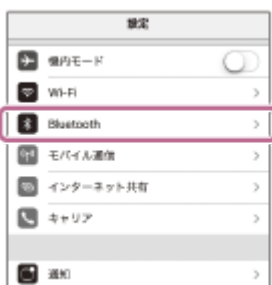 設定
機内モード
Wi-Fi
Bluetooth
モバイル通信
インターネット共有
キャリア
通知